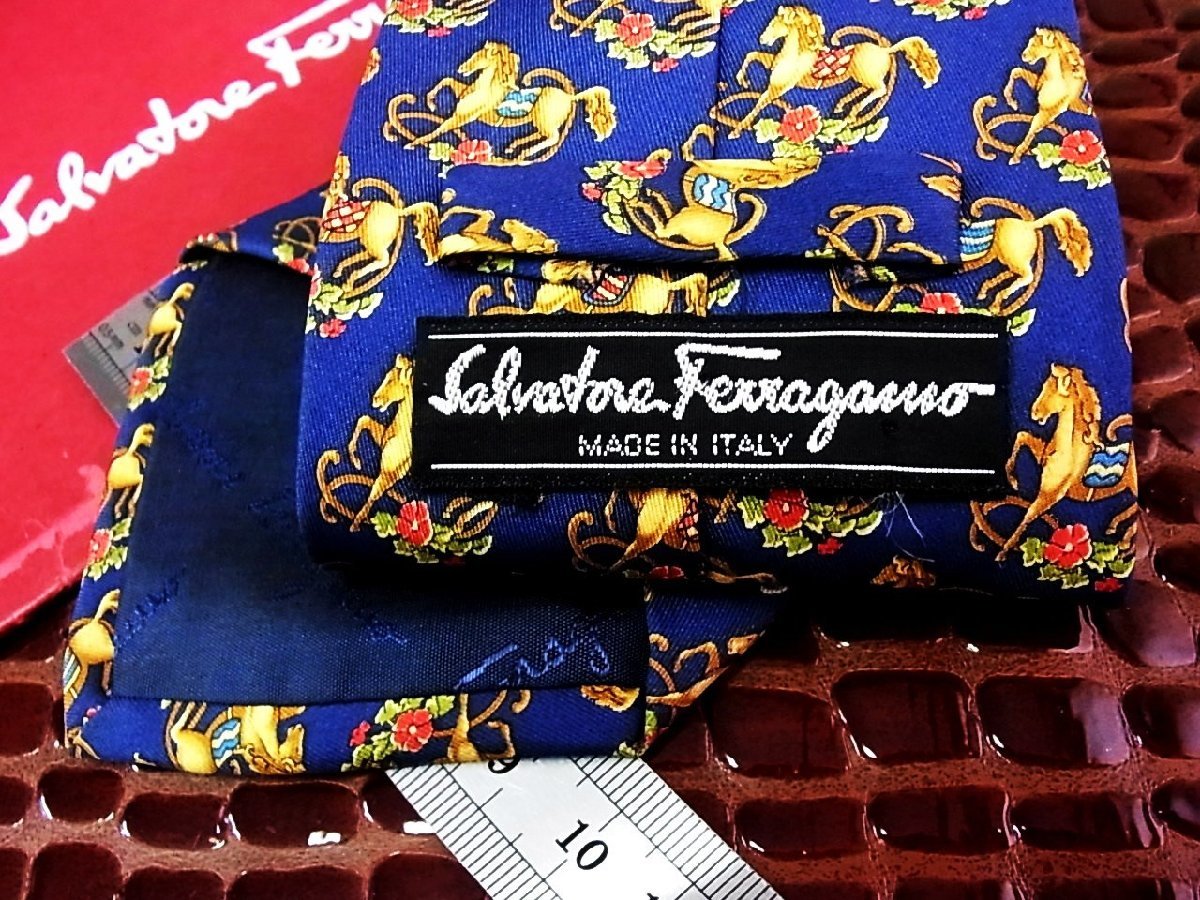 Salvatore Ferr
Salvatore Ferragamo
MADE IN ITALY
10